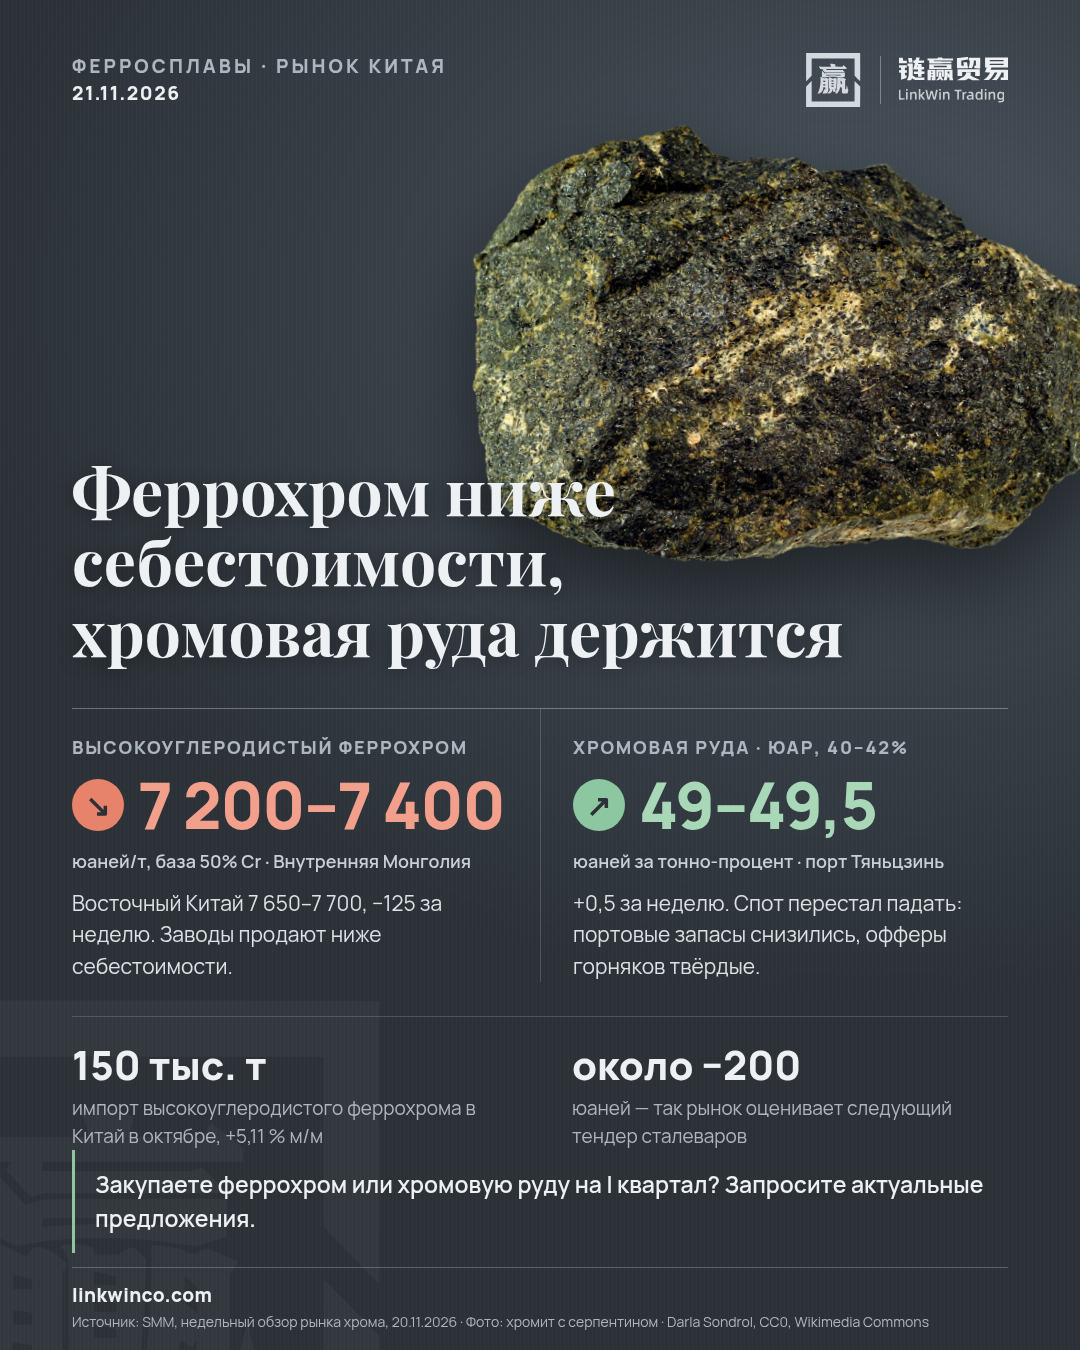 ФЕРРОСПЛАВЫ · РЫНОК КИТАЯ
21.11.2026
赢
链赢贸易
LinkWin Trading
Феррохром ниже
себестоимости,
хромовая руда держится
ВЫСОКОУГЛЕРОДИСТЫЙ ФЕРРОХРОМ
↘ 7 200–7 400
юаней/т, база 50% Cr · Внутренняя Монголия
Восточный Китай 7 650–7 700, −125 за
неделю. Заводы продают ниже
себестоимости.
ХРОМОВАЯ РУДА · ЮАР, 40–42%
↗ 49–49,5
юаней за тонно-процент · порт Тяньцзинь
+0,5 за неделю. Спот перестал падать:
портовые запасы снизились, офферы
горняков твёрдые.
150 тыс. т
импорт высокоуглеродистого феррохрома в
Китай в октябре, +5,11 % м/м
около −200
юаней — так рынок оценивает следующий
тендер сталеваров
Закупаете феррохром или хромовую руду на I квартал? Запросите актуальные
предложения.
linkwinco.com
Источник: SMM, недельный обзор рынка хрома, 20.11.2026 · Фото: хромит с серпентином · Darla Sondrol, CC0, Wikimedia Commons